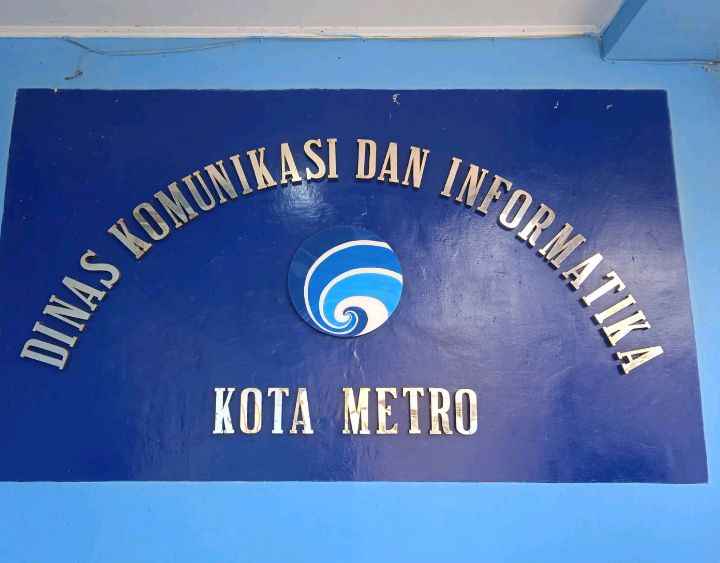 DINAS KOMUNIKASI DAN INFORMATIKA
KOTA METRO